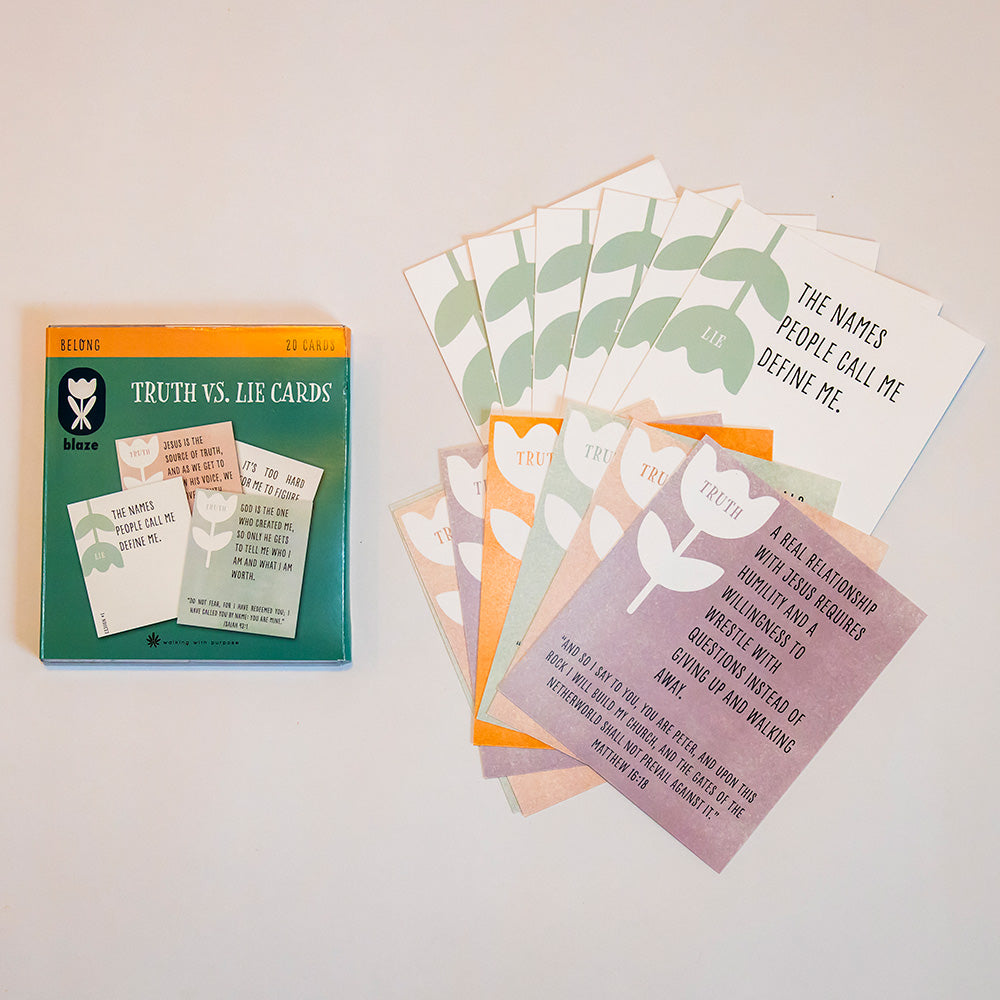 BELONG
20 CARDS
TRUTH VS. LIE CARDS
blaze
TRUTH
JESUS IS THE
SOURCE OF TRUTH,
AND AS WE GET TO
HIS VOICE, WE
IT'S TOO HARD
FOR ME TO FIGURE
THE NAMES
PEOPLE CALL ME
DEFINE ME.
LIE
TRUTH
GOD IS THE ONE
WHO CREATED ME,
SO ONLY HE GETS
TO TELL ME WHO I
AM AND WHAT I AM
WORTH.
"DO NOT FEAR, FOR I HAVE REDEEMED YOU; I
HAVE CALLED YOU BY NAME: YOU ARE MINE."
ISAIAH 43:1
walking with purpose
LIE
LI
THE NAMES
PEOPLE CALL ME
DEFINE ME.
TRUTH
T
TRUT
TRU
TRUTH
TRUTH
A REAL RELATIONSHIP
WITH JESUS REQUIRES
HUMILITY AND A
WILLINGNESS TO
WRESTLE WITH
QUESTIONS INSTEAD OF
GIVING UP AND WALKING
AWAY.
"AND SO I SAY TO YOU, YOU ARE PETER, AND UPON THIS
ROCK I WILL BUILD MY CHURCH, AND THE GATES OF THE
NETHERWORLD SHALL NOT PREVAIL AGAINST IT."
MATTHEW 16:18